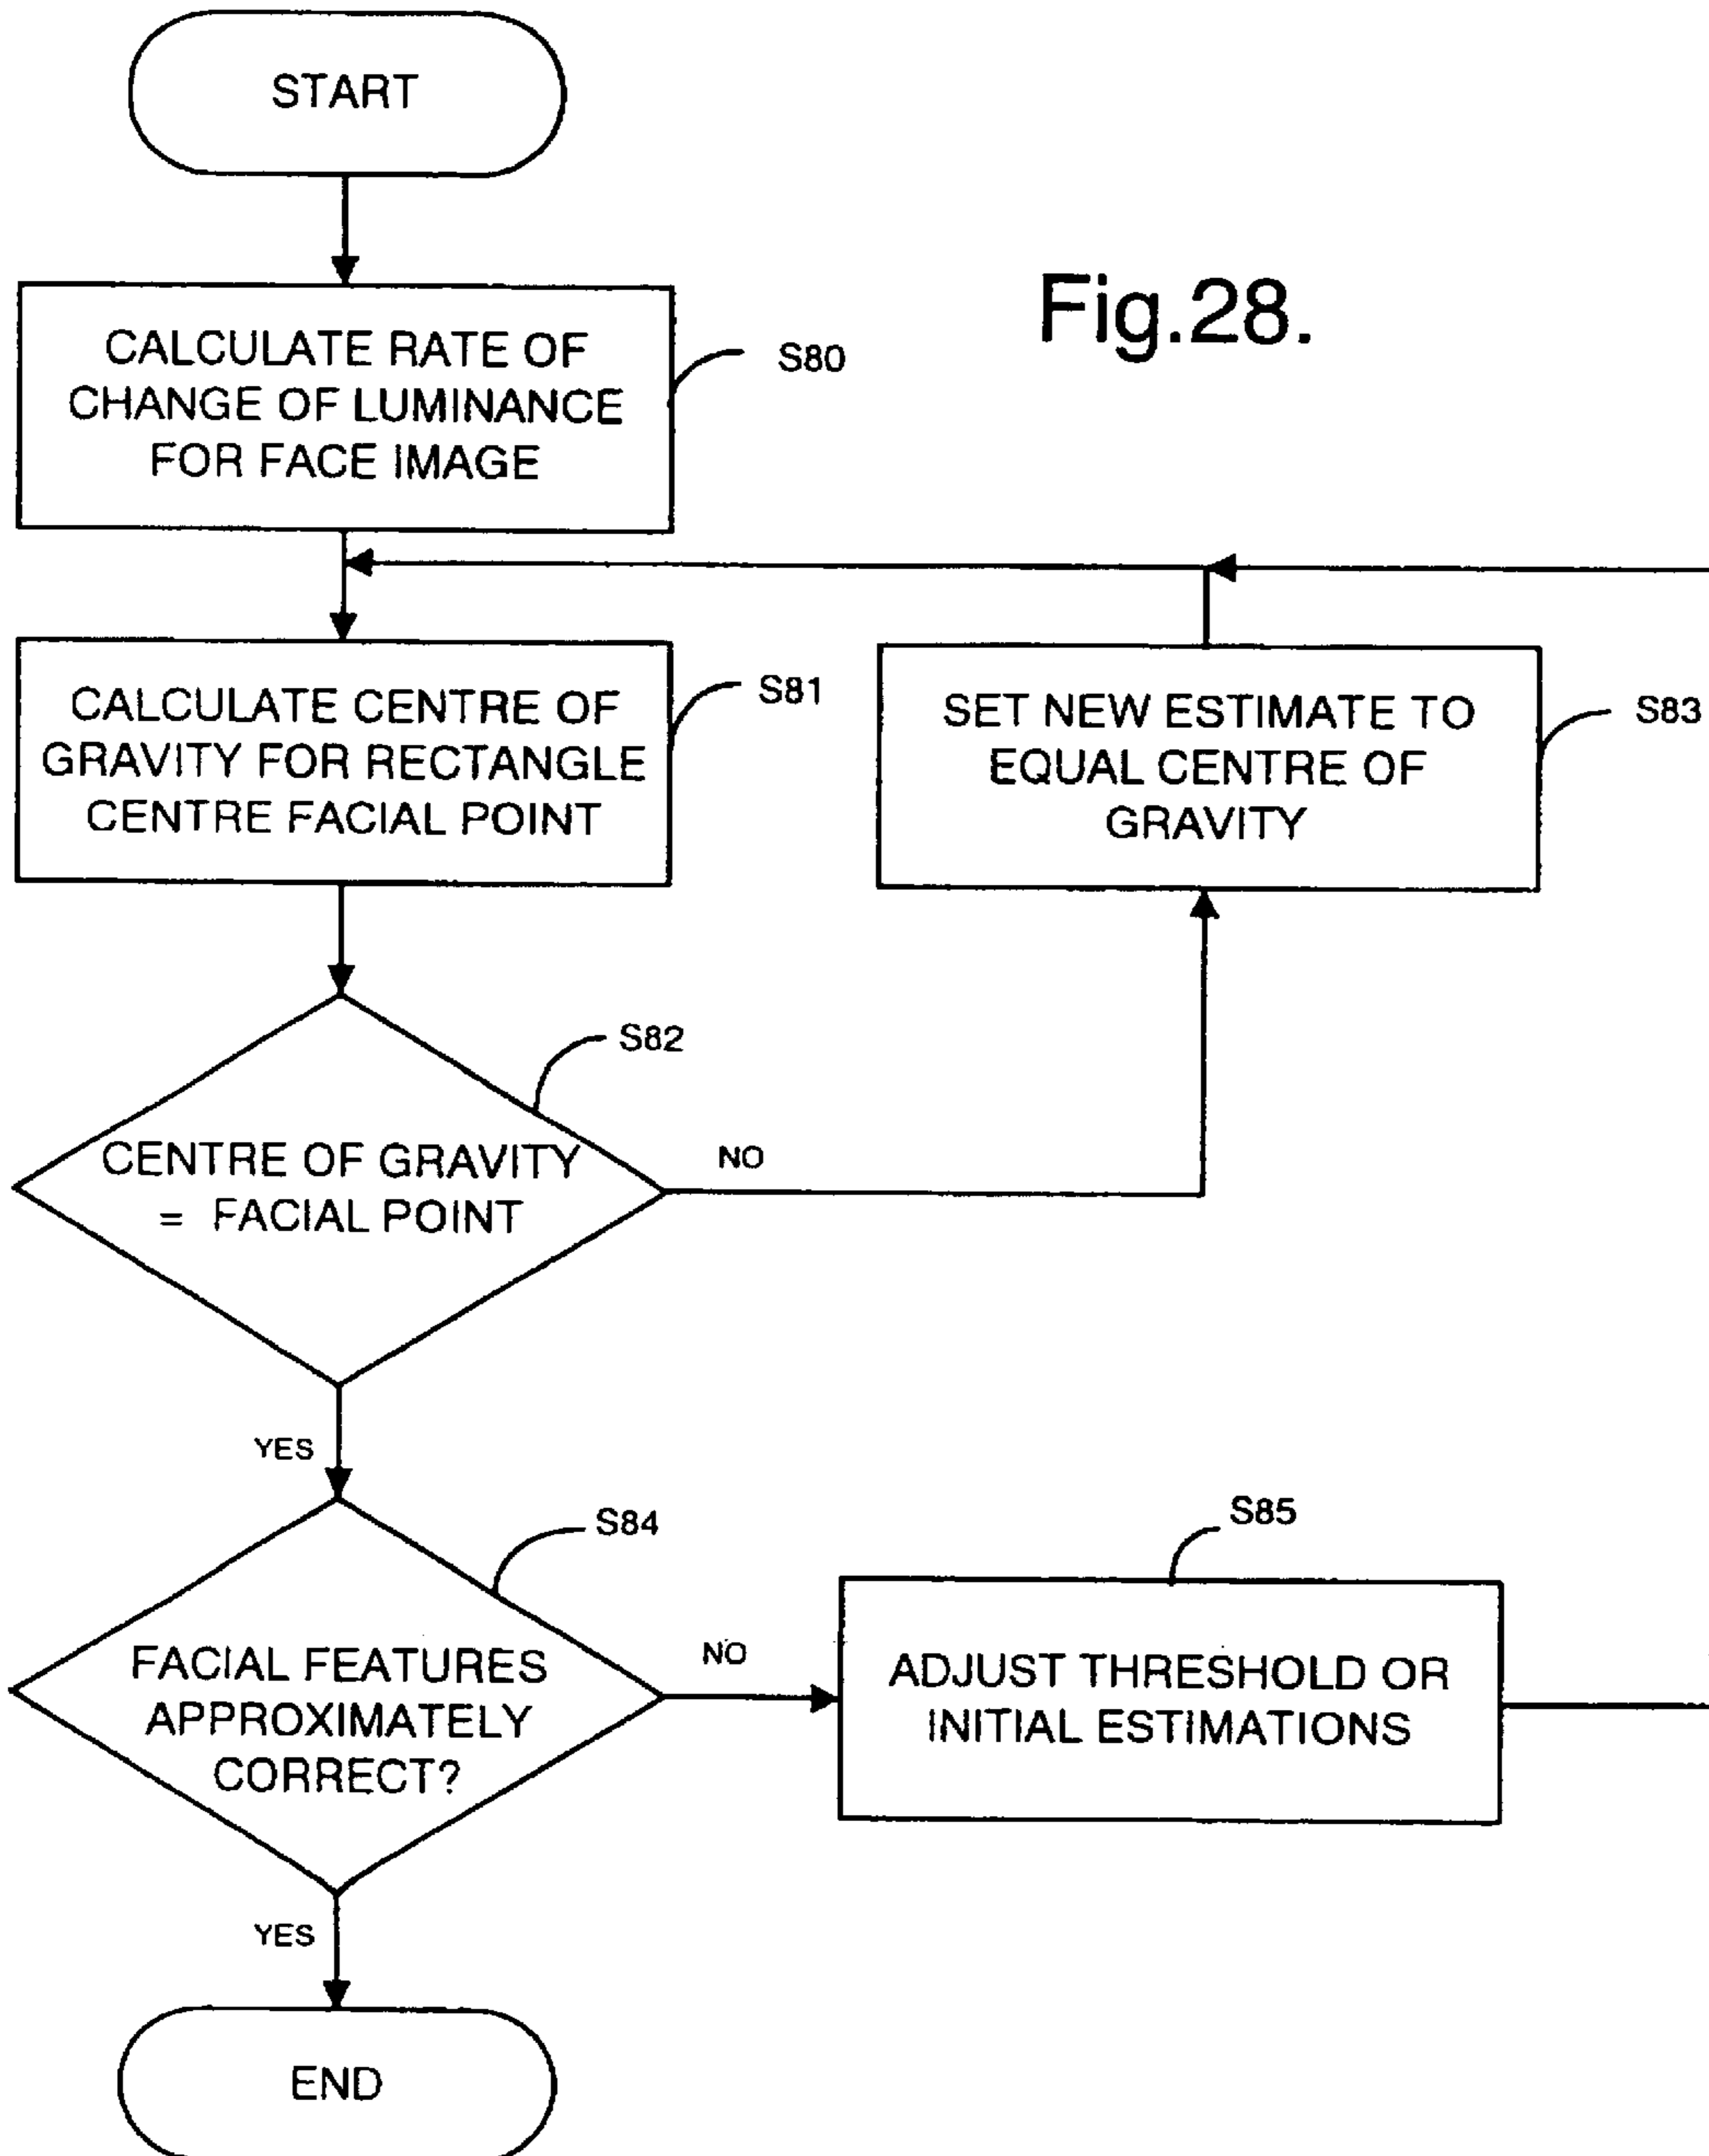 START
Fig.28.
CALCULATE RATE OF
CHANGE OF LUMINANCE
FOR FACE IMAGE
S80
CALCULATE CENTRE OF
GRAVITY FOR RECTANGLE
CENTRE FACIAL POINT
S81
SET NEW ESTIMATE TO
EQUAL CENTRE OF
GRAVITY
S83
S82
CENTRE OF GRAVITY
= FACIAL POINT
NO
YES
S84
FACIAL FEATURES
APPROXIMATELY
CORRECT?
NO
S85
ADJUST THRESHOLD OR
INITIAL ESTIMATIONS
YES
END